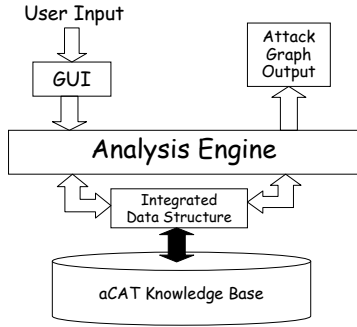 User Input
GUI
Attack
Graph
Output
Analysis Engine
Integrated
Data Structure
aCAT Knowledge Base